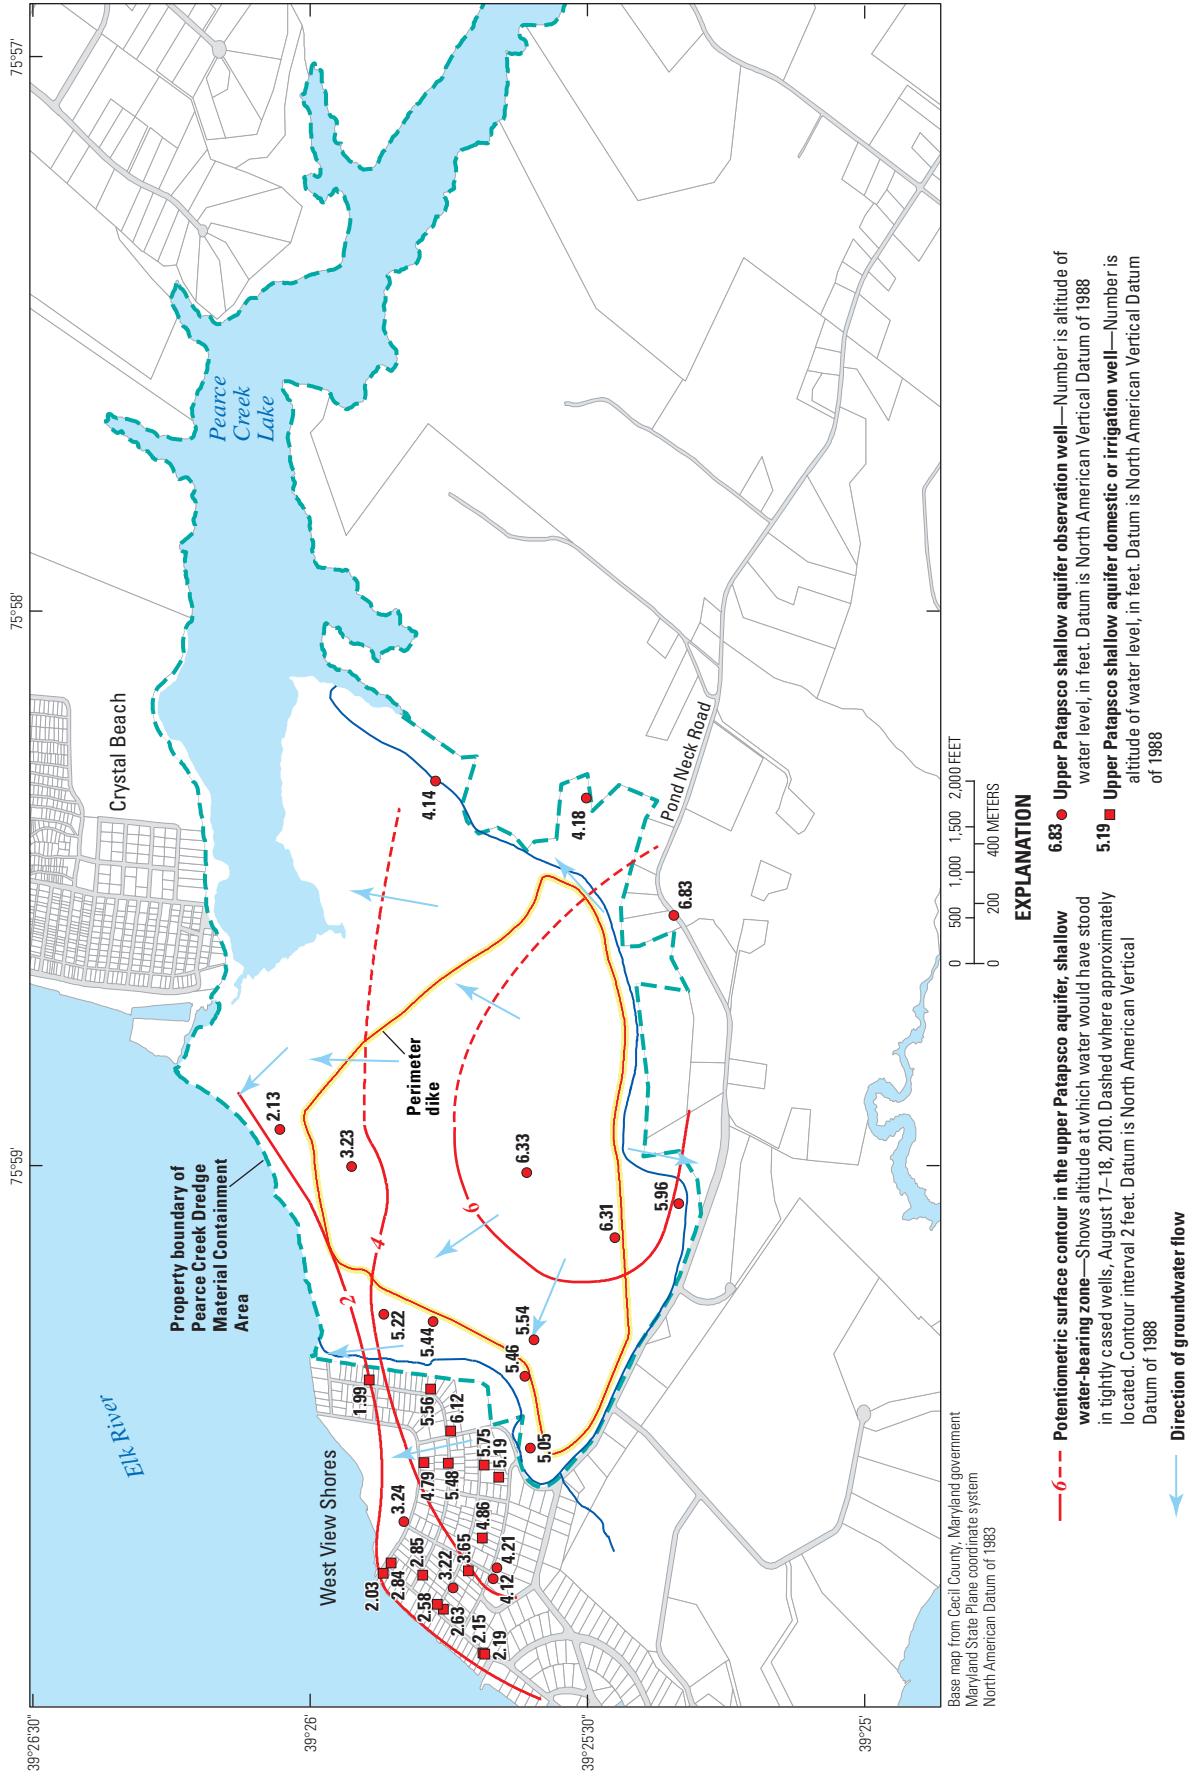 75°59'
75°58'
75°57'
39°26'30"
39°26'
39°25'30"
39°25'
Elk River
Crystal Beach
Pearce
Creek
Lake
Property boundary of
Pearce Creek Dredge
Material Containment
Area
West View Shores
Perimeter
dike
Pond Neck Road
2
4
6
2.13
3.23
6.33
6.31
5.96
6.83
4.18
4.14
5.22
5.44
5.54
5.46
5.05
1.99
5.56
6.12
4.79
5.48
5.75
5.19
3.24
4.86
2.03
2.84
2.85
3.22
3.65
4.21
4.12
2.58
2.63
2.15
2.19
Base map from Cecil County, Maryland government
Maryland State Plane coordinate system
North American Datum of 1983
0 500 1,000 1,500 2,000 FEET
0 200 400 METERS
EXPLANATION
6 Potentiometric surface contour in the upper Patapsco aquifer, shallow
water-bearing zone—Shows altitude at which water would have stood
in tightly cased wells, August 17–18, 2010. Dashed where approximately
located. Contour interval 2 feet. Datum is North American Vertical
Datum of 1988
Direction of groundwater flow
6.83 Upper Patapsco shallow aquifer observation well—Number is altitude of
water level, in feet. Datum is North American Vertical Datum of 1988
5.19 Upper Patapsco shallow aquifer domestic or irrigation well—Number is
altitude of water level, in feet. Datum is North American Vertical Datum
of 1988